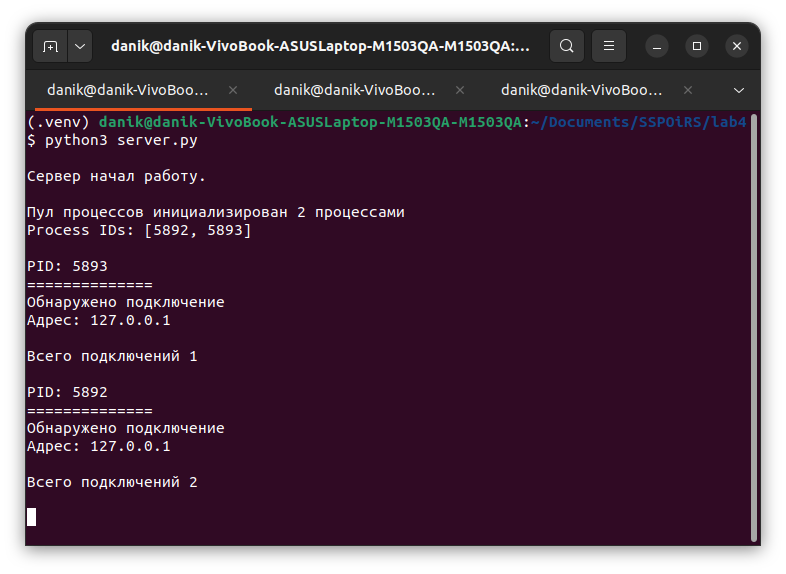 danik@danik-VivoBook-ASUSLaptop-M1503QA-M1503QA:...
danik@danik-VivoBoo... danik@danik-VivoBoo... danik@danik-VivoBoo...
(.venv) danik@danik-VivoBook-ASUSLaptop-M1503QA-M1503QA:~/Documents/SSPOiRS/lab4
$ python3 server.py
Сервер начал работу.
Пул процессов инициализирован 2 процессами
Process IDs: [5892, 5893]
PID: 5893
==============
Обнаружено подключение
Адрес: 127.0.0.1
Всего подключений 1
PID: 5892
==============
Обнаружено подключение
Адрес: 127.0.0.1
Всего подключений 2